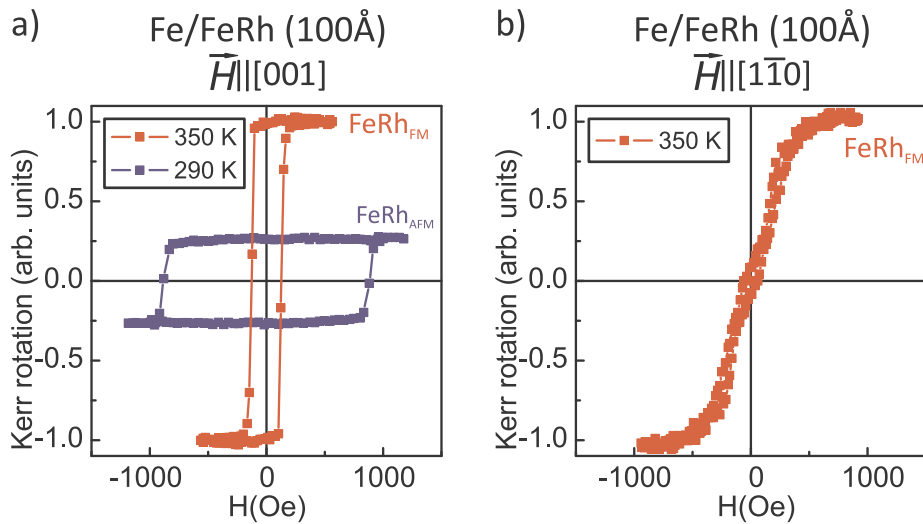 a)
Fe/FeRh (100Å)
H||[001]
350 K
290 K
FeRhFM
FeRhAFM
1.0
0.5
0.0
-0.5
-1.0
Kerr rotation (arb. units)
-1000
0
1000
H(Oe)
b)
Fe/FeRh (100Å)
H||[11̅0]
350 K
FeRhFM
1.0
0.5
0.0
-0.5
-1.0
Kerr rotation (arb. units)
-1000
0
1000
H(Oe)